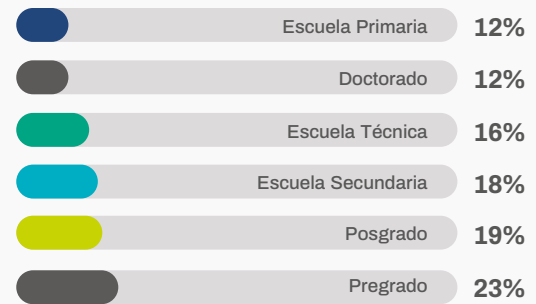 Escuela Primaria 12%
Doctorado 12%
Escuela Técnica 16%
Escuela Secundaria 18%
Posgrado 19%
Pregrado 23%